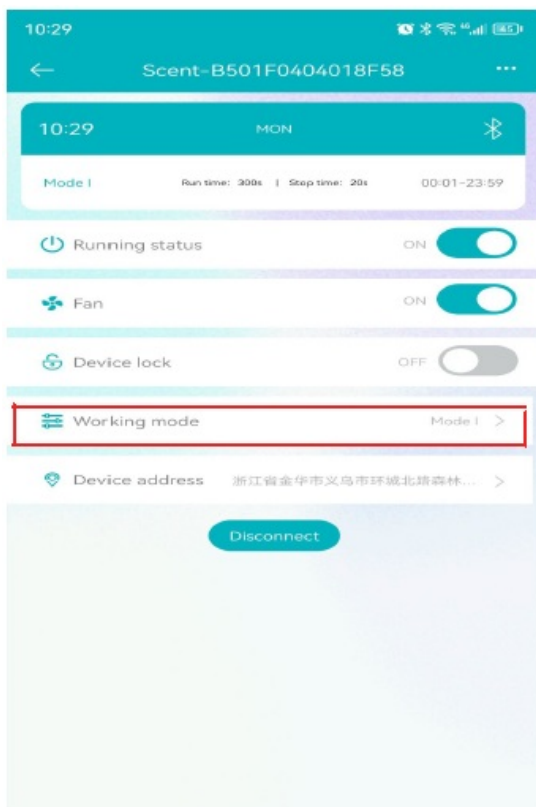 10:29
Scent-B501F0404018F58
10:29 MON
Mode I Run time: 300s | Stop time: 20s 00:01-23:59
Running status ON
Fan ON
Device lock OFF
Working mode Mode I >
Device address 浙江省金华市义乌市环城北路森林... >
Disconnect